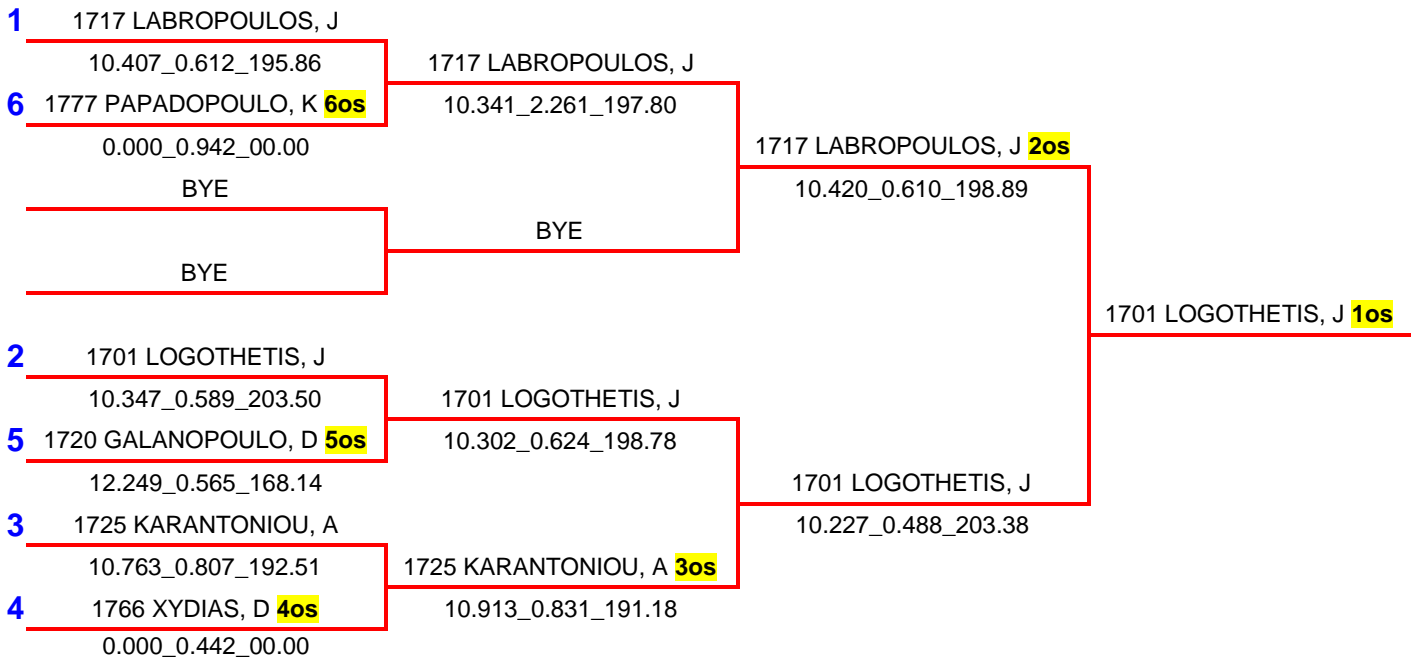 1 1717 LABROPOULOS, J
10.407_0.612_195.86
6 1777 PAPADOPOULO, K 6os
0.000_0.942_00.00
BYE
BYE
2 1701 LOGOTHETIS, J
10.347_0.589_203.50
5 1720 GALANOPOULO, D 5os
12.249_0.565_168.14
3 1725 KARANTONIOU, A
10.763_0.807_192.51
4 1766 XYDIAS, D 4os
0.000_0.442_00.00
1717 LABROPOULOS, J
10.341_2.261_197.80
BYE
1701 LOGOTHETIS, J
10.302_0.624_198.78
1725 KARANTONIOU, A 3os
10.913_0.831_191.18
1717 LABROPOULOS, J 2os
10.420_0.610_198.89
1701 LOGOTHETIS, J
10.227_0.488_203.38
1701 LOGOTHETIS, J 1os